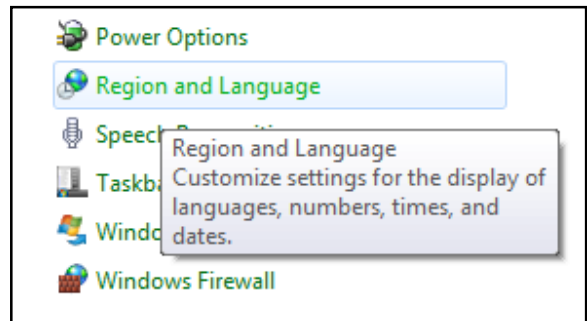 Power Options
Region and Language
Speech
Region and Language
Customize settings for the display of
languages, numbers, times, and
dates.
Windows Firewall